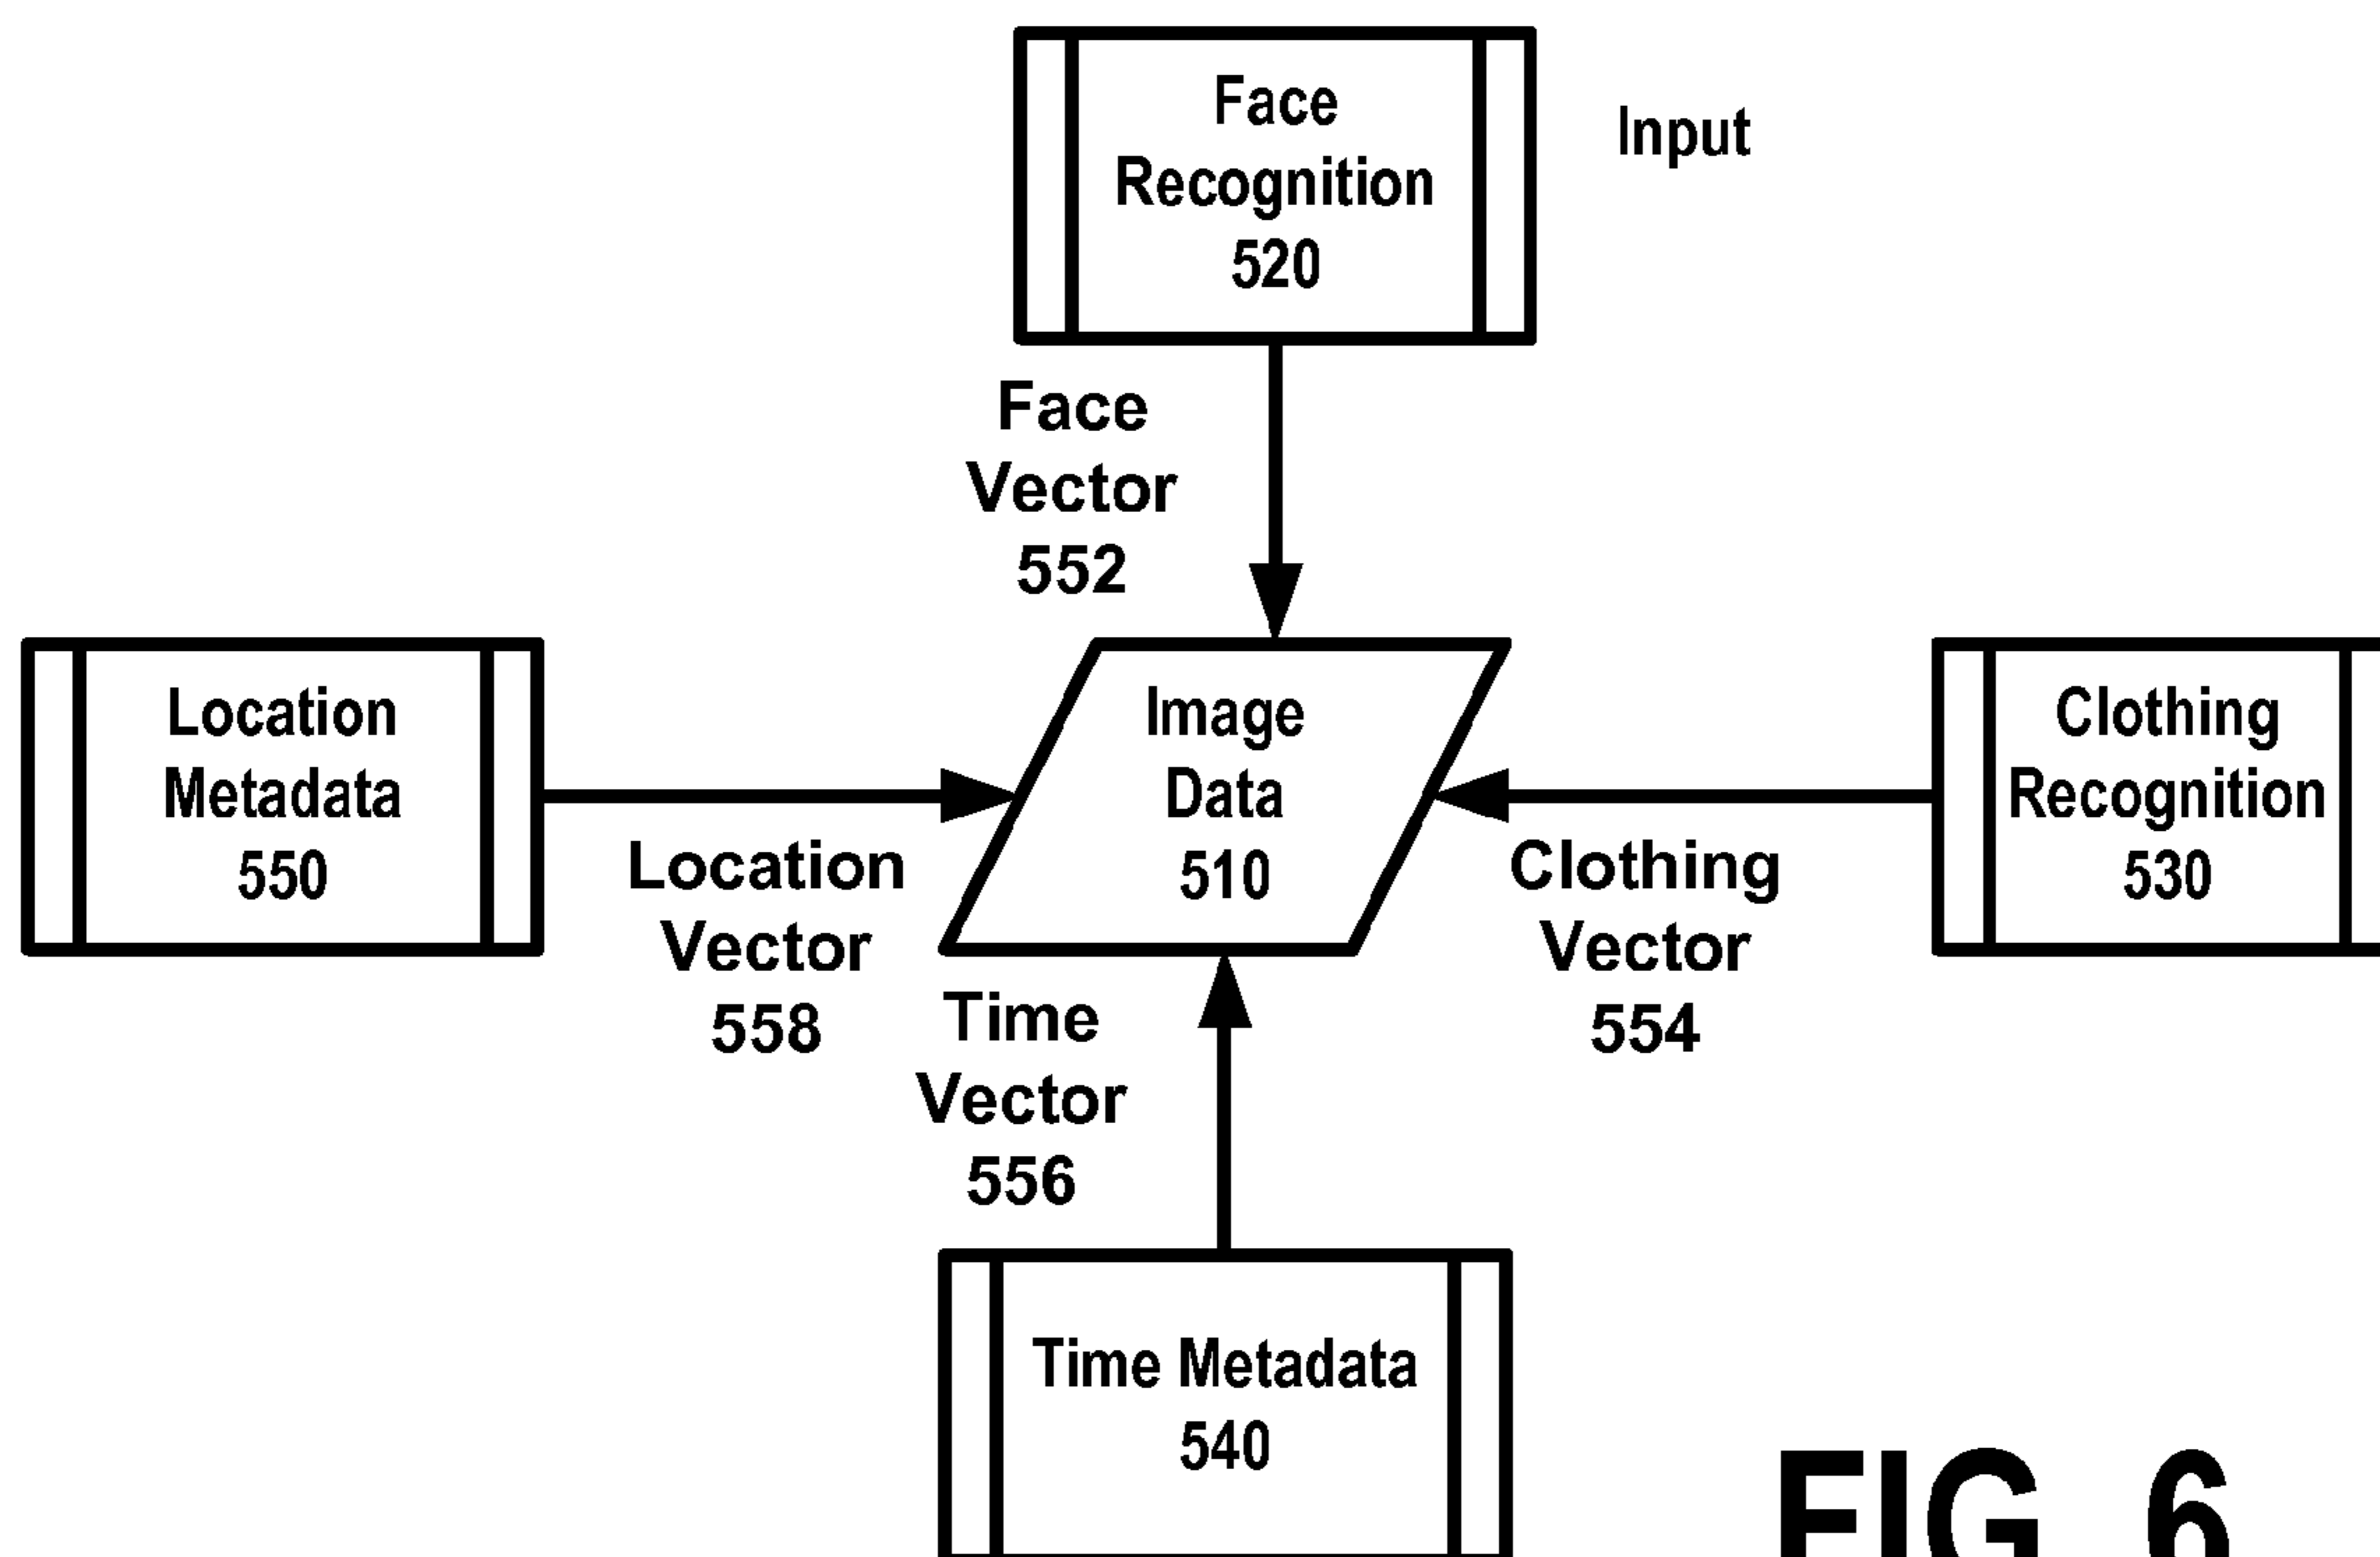 Face
Recognition
520
Input
Face
Vector
552
Location
Metadata
550
Image
Data
510
Clothing
Recognition
530
Location
Vector
558
Clothing
Vector
554
Time
Vector
556
Time Metadata
540
FIG 6